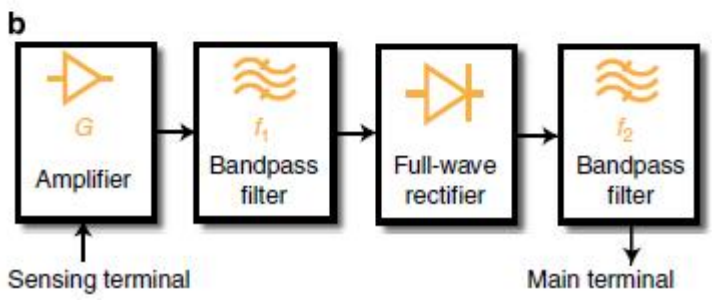 b
G
Amplifier
f1
Bandpass
filter
Full-wave
rectifier
f2
Bandpass
filter
Sensing terminal
Main terminal